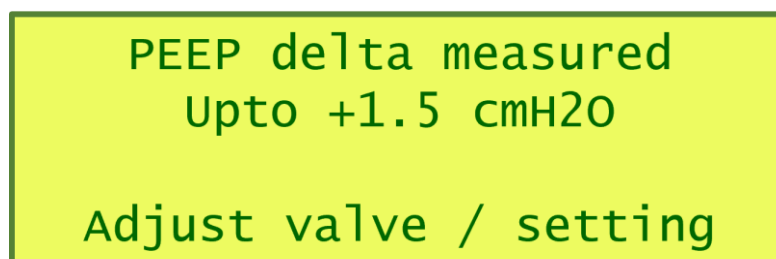 PEEP delta measured
Upto +1.5 cmH2O
Adjust valve / setting